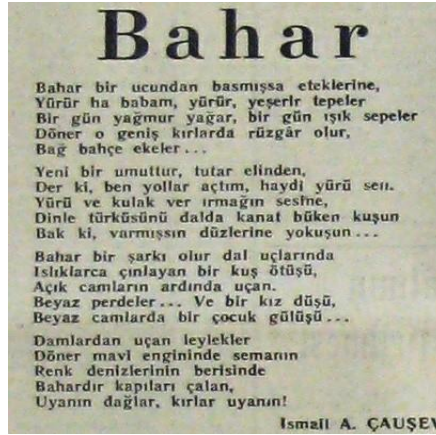 Bahar
Bahar bir ucundan basmışsa eteklerine,
Yürür ha babam, yürür, yeşerir tepeler
Bir gün yağmur yağar, bir gün ışık sepeler
Döner o geniş kırlarda rüzgâr olur,
Bağ bahçe ekeler...
Yeni bir umuttur, tutar elinden,
Der ki, ben yollar açtım, haydi yürü sen.
Yürü ve kulak ver ırmağın sesine,
Dinle türküsünü dalda kanat büken kuşun
Bak ki, varmışsın düzlerine yokuşun...
Bahar bir şarkı olur dal uçlarında
Islıklarca çınlayan bir kuş ötüşü,
Açık camların ardında uçan.
Beyaz perdeler... Ve bir kız düşü,
Beyaz camlarda bir çocuk gülüşü...
Damlardan uçan leylekler
Döner mavi engininde semanın
Renk denizlerinin berisinde
Bahardır kapıları çalan,
Uyanın dağlar, kırlar uyanın!
Ismail A. ÇAUŞEV